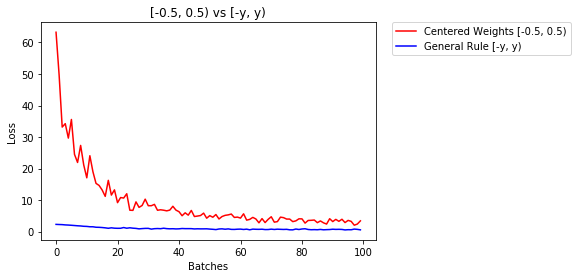 [-0.5, 0.5) vs [-y, y)
Centered Weights [-0.5, 0.5)
General Rule [-y, y)
Loss
60
50
40
30
20
10
0
0 20 40 60 80 100
Batches